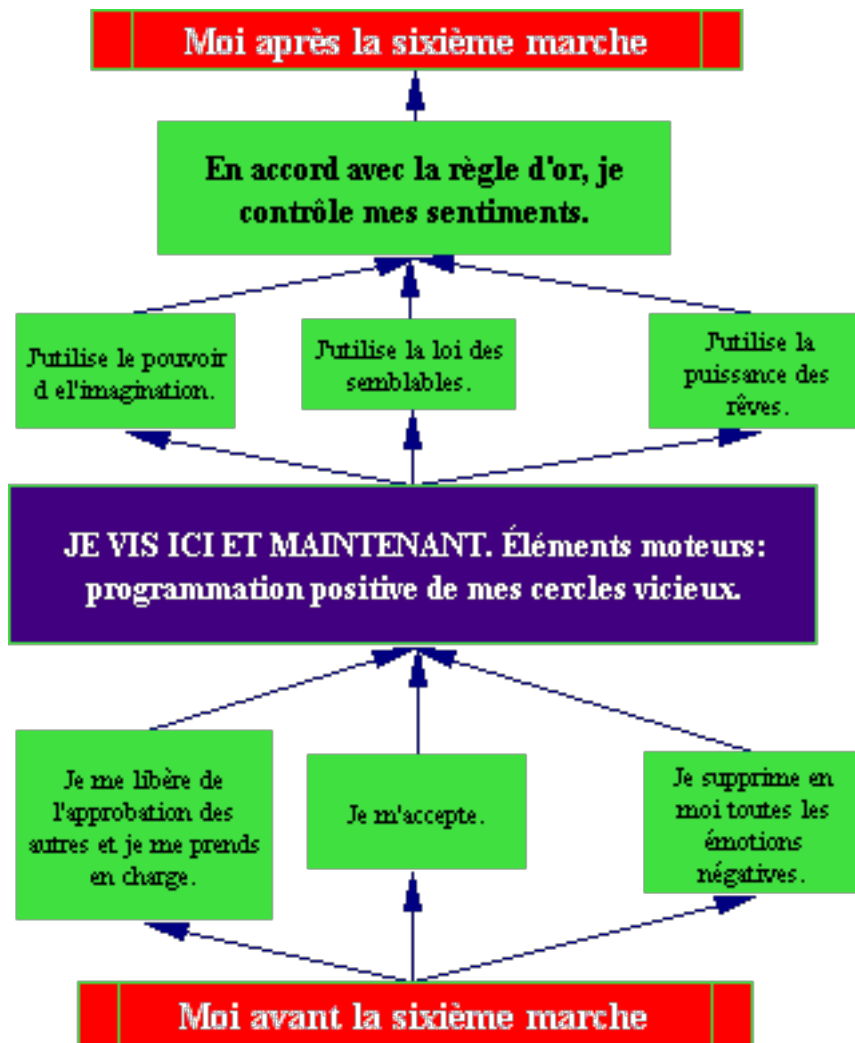 Moi après la sixième marche
En accord avec la règle d'or, je
contrôle mes sentiments.
J'utilise le pouvoir
d el'imagination.
J'utilise la loi des
semblables.
J'utilise la
puissance des
rêves.
JE VIS ICI ET MAINTENANT. Éléments moteurs:
programmation positive de mes cercles vicieux.
Je me libère de
l'approbation des
autres et je me prends
en charge.
Je m'accepte.
Je supprime en
moi toutes les
émotions
négatives.
Moi avant la sixième marche